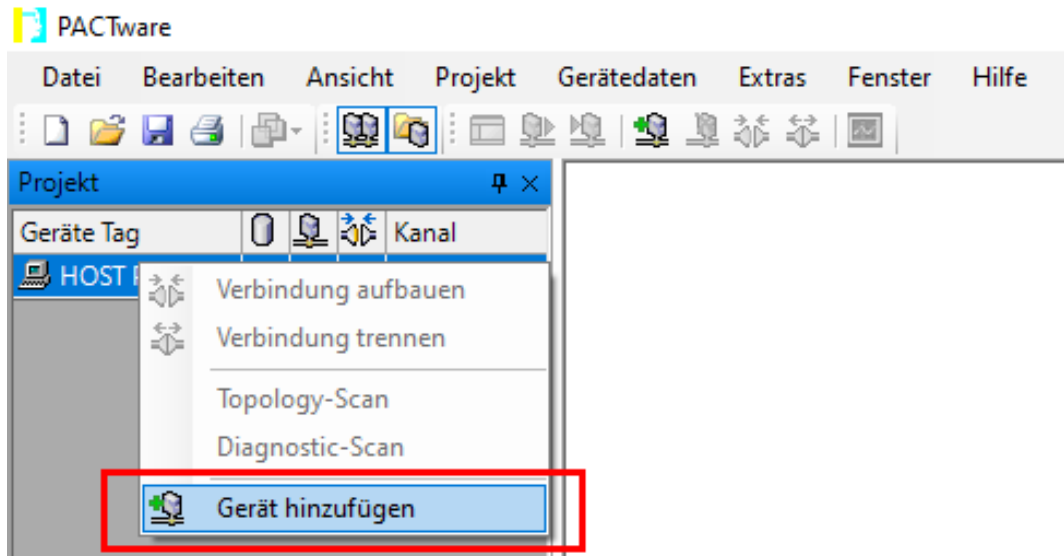 PACTware
Datei Bearbeiten Ansicht Projekt Gerätedaten Extras Fenster Hilfe
Projekt
Geräte Tag Kanal
HOST
Verbindung aufbauen
Verbindung trennen
Topology-Scan
Diagnostic-Scan
Gerät hinzufügen